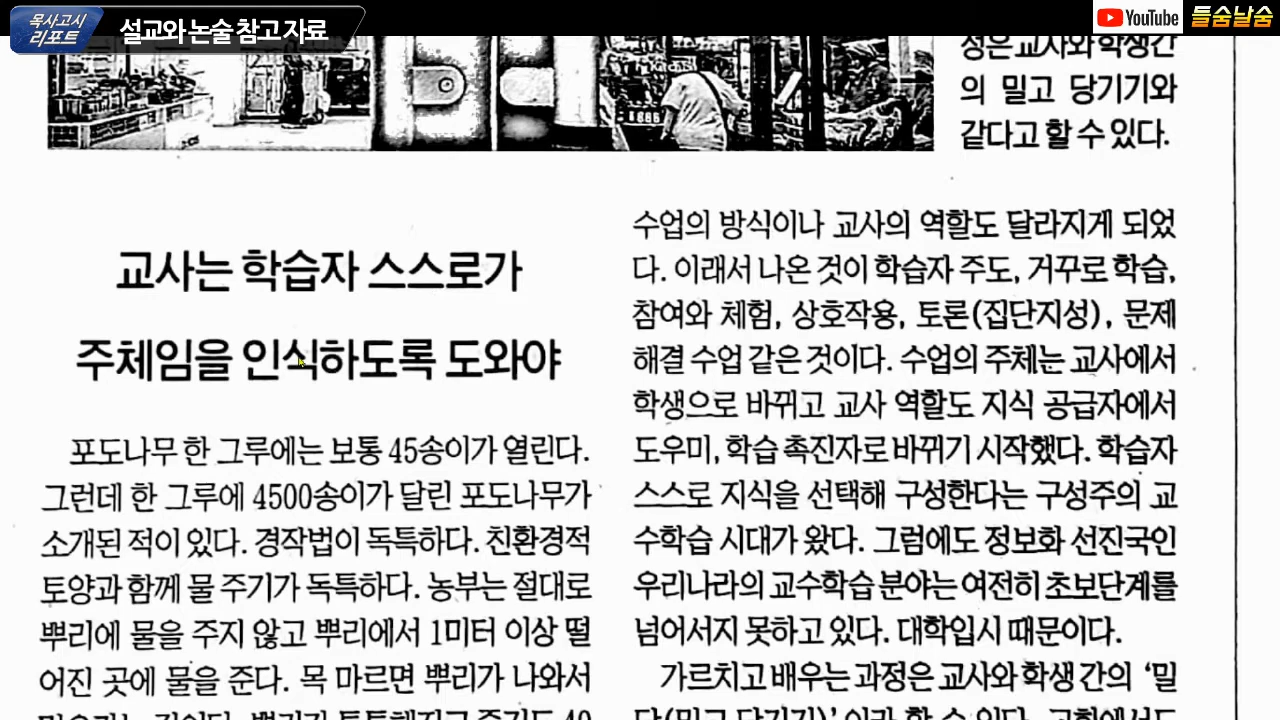 목사고시
리포트
설교와 논술 참고 자료
YouTube
들숨날숨
정은 교사와 학생 간
의 밀고 당기기와
같다고 할 수 있다.
교사는 학습자 스스로가
주체임을 인식하도록 도와야
포도나무 한 그루에는 보통 45송이가 열린다.
그런데 한 그루에 4500송이가 달린 포도나무가
소개된 적이 있다. 경작법이 독특하다. 친환경적
토양과 함께 물 주기가 독특하다. 농부는 절대로
뿌리에 물을 주지 않고 뿌리에서 1미터 이상 떨
어진 곳에 물을 준다. 목 마르면 뿌리가 나와서
수업의 방식이나 교사의 역할도 달라지게 되었
다. 이래서 나온 것이 학습자 주도, 거꾸로 학습,
참여와 체험, 상호작용, 토론(집단지성), 문제
해결 수업 같은 것이다. 수업의 주체는 교사에서
학생으로 바뀌고 교사 역할도 지식 공급자에서
도우미, 학습 촉진자로 바뀌기 시작했다. 학습자
스스로 지식을 선택해 구성한다는 구성주의 교
수학습 시대가 왔다. 그럼에도 정보화 선진국인
우리나라의 교수학습 분야는 여전히 초보단계를
넘어서지 못하고 있다. 대학입시 때문이다.
가르치고 배우는 과정은 교사와 학생 간의 ‘밀